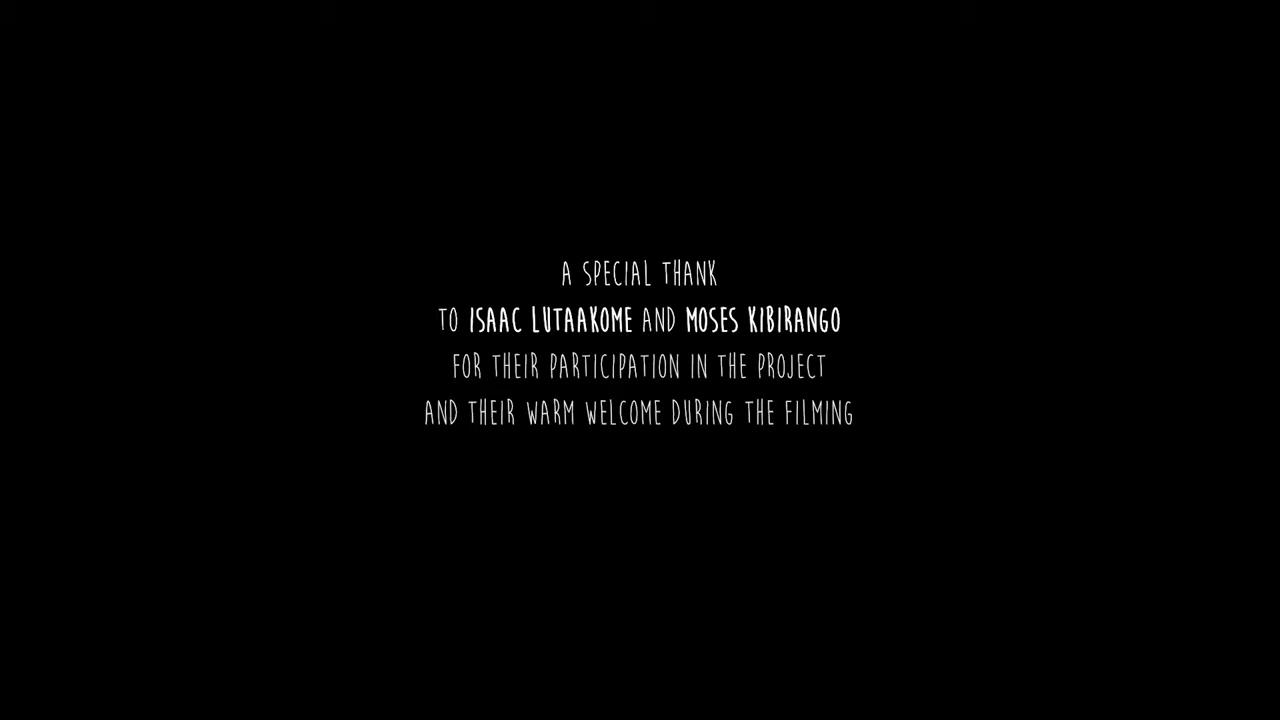 A SPECIAL THANK
TO ISAAC LUTAAKOME AND MOSES KIBIRANGO
FOR THEIR PARTICIPATION IN THE PROJECT
AND THEIR WARM WELCOME DURING THE FILMING